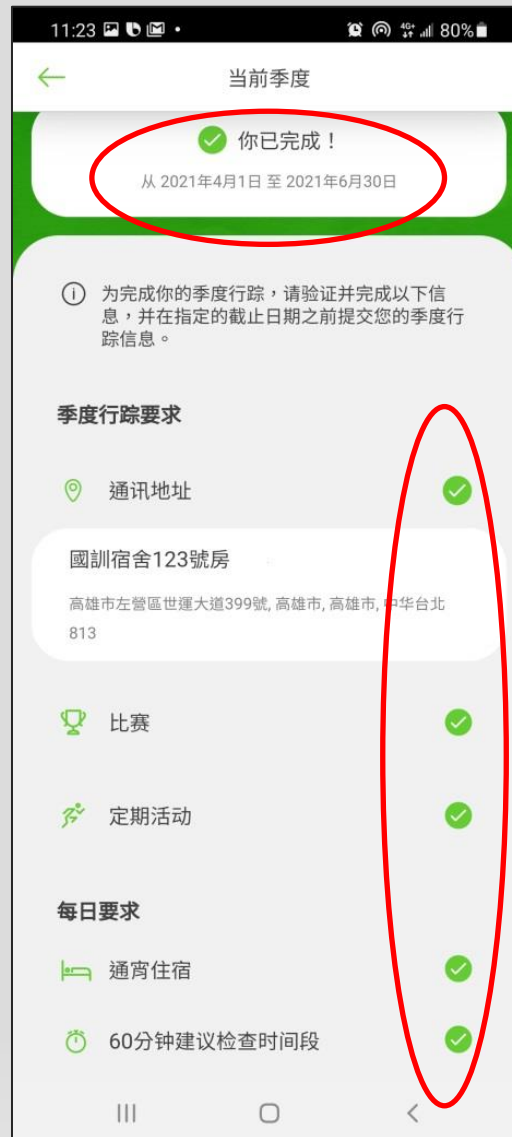 11:23
4G+ 80%
当前季度
你已完成！
从 2021年4月1日 至 2021年6月30日
为完成你的季度行踪，请验证并完成以下信
息，并在指定的截止日期之前提交您的季度行
踪信息。
季度行踪要求
通讯地址
國訓宿舍123號房
高雄市左營區世運大道399號, 高雄市, 高雄市, 中华台北
813
比赛
定期活动
每日要求
通宵住宿
60分钟建议检查时间段